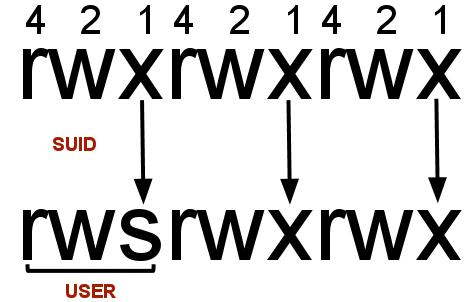 4 2 1 4 2 1 4 2 1
rwxrwxrwx
SUID
rwsrwxrwx
USER